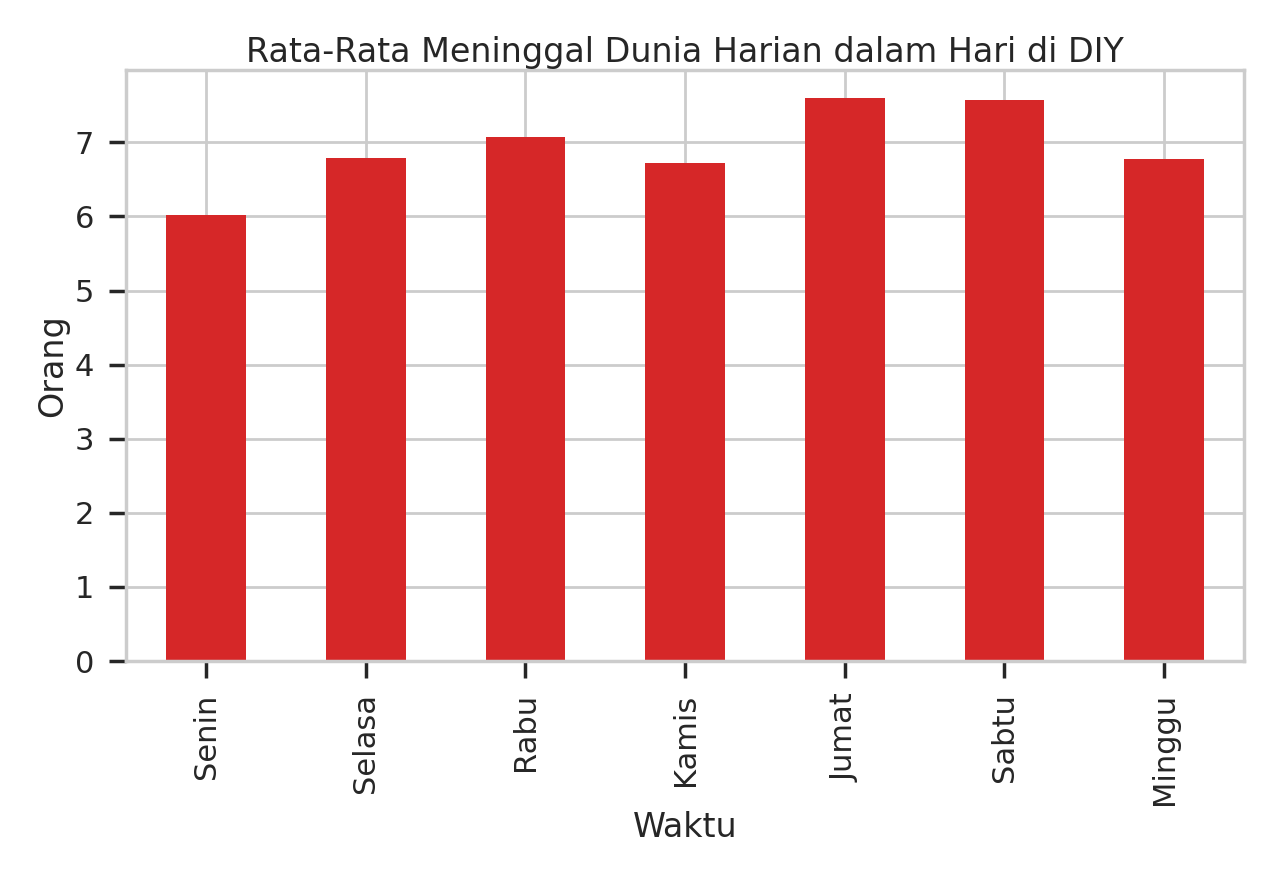 Rata-Rata Meninggal Dunia Harian dalam Hari di DIY
7
6
5
4
3
2
1
0
Orang
Senin
Selasa
Rabu
Kamis
Jumat
Sabtu
Minggu
Waktu